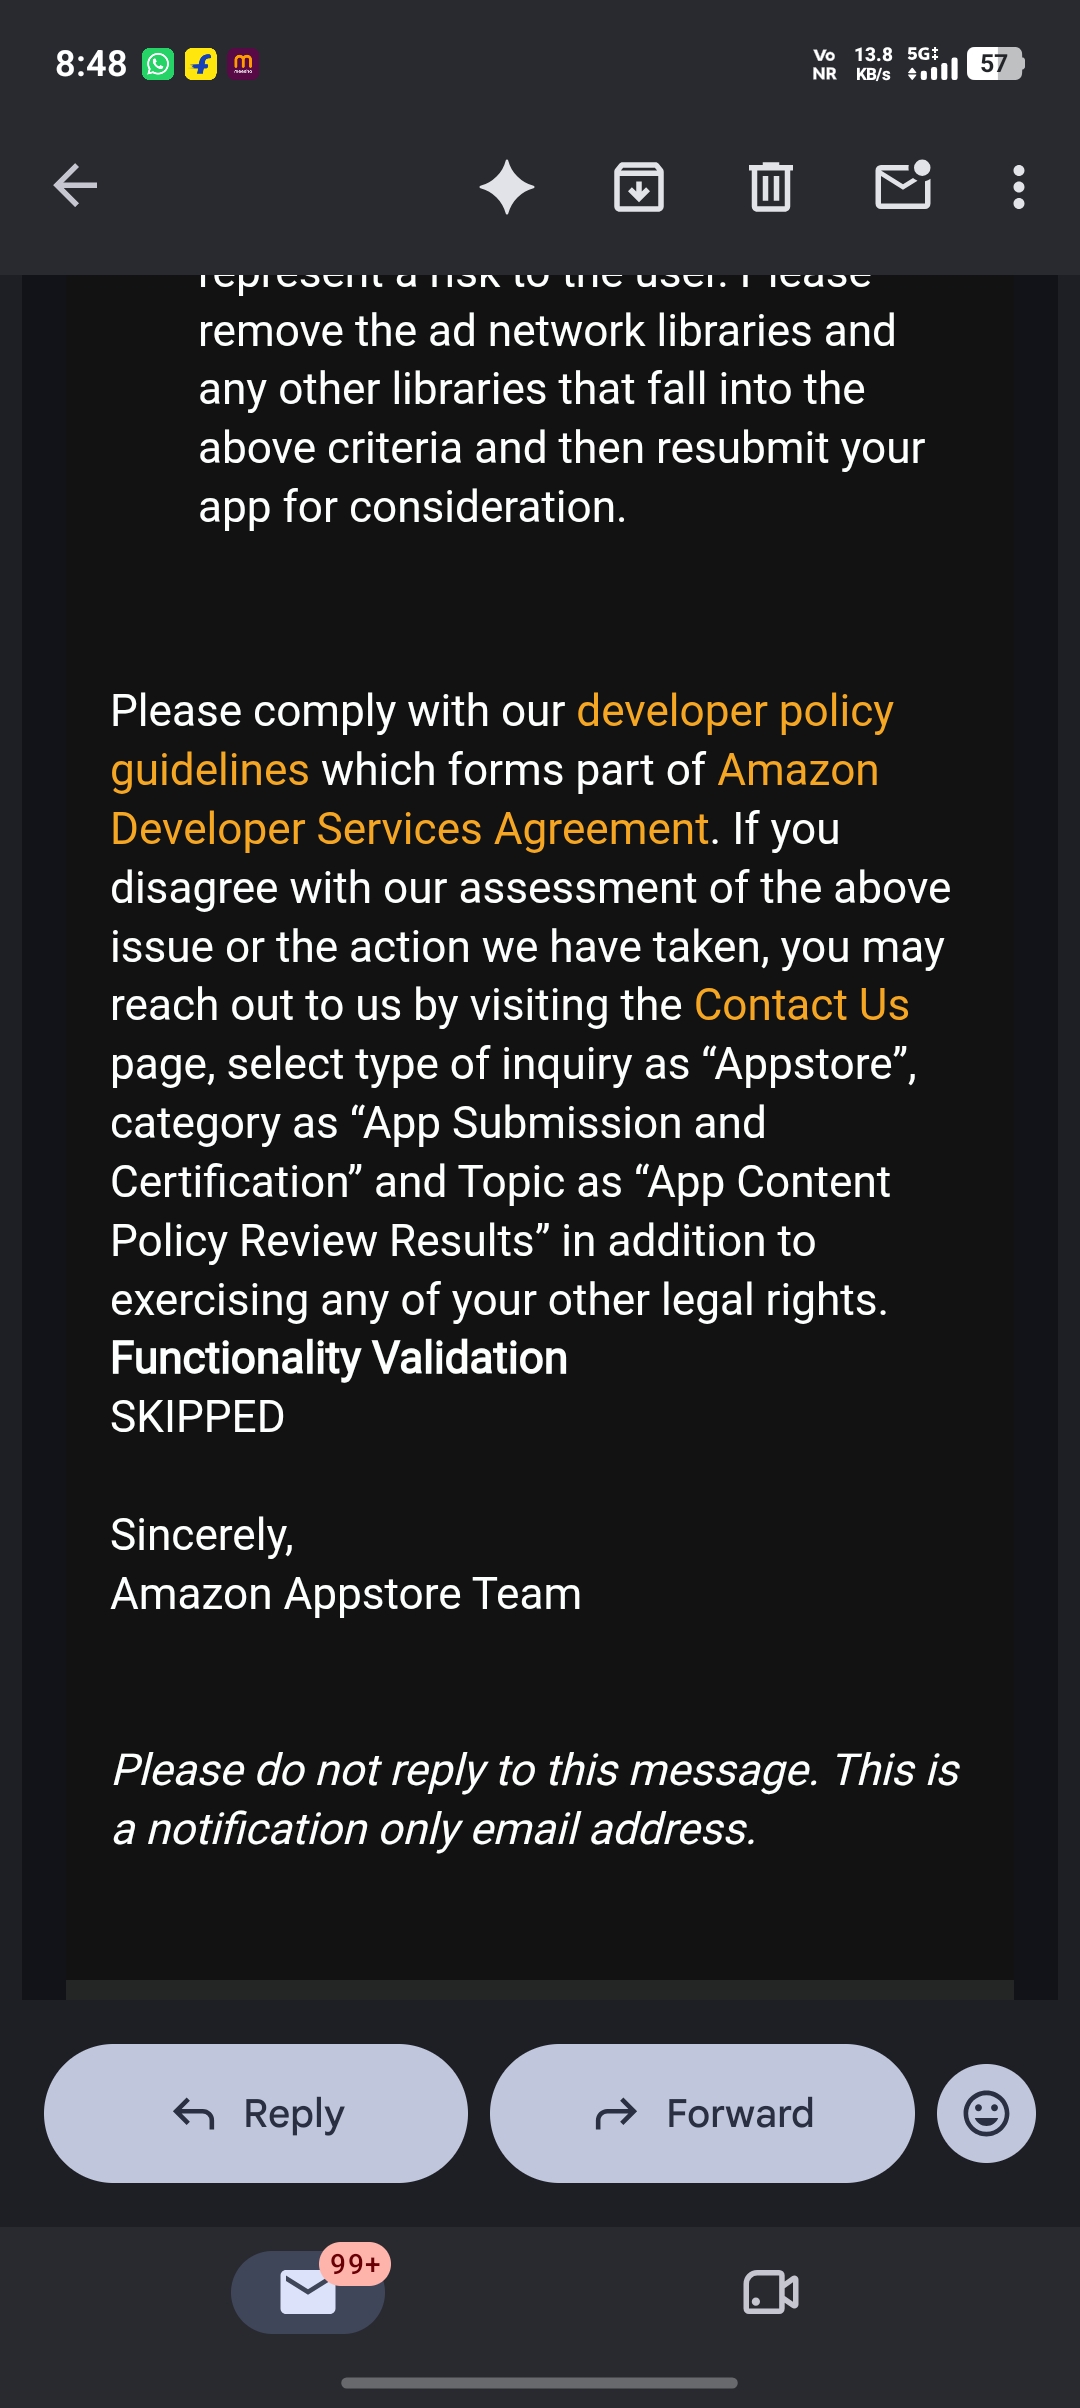 8:48
Vo
NR
13.8
KB/s
5G
57
represent a risk to the user. Please
remove the ad network libraries and
any other libraries that fall into the
above criteria and then resubmit your
app for consideration.
Please comply with our developer policy
guidelines which forms part of Amazon
Developer Services Agreement. If you
disagree with our assessment of the above
issue or the action we have taken, you may
reach out to us by visiting the Contact Us
page, select type of inquiry as “Appstore”,
category as “App Submission and
Certification” and Topic as “App Content
Policy Review Results” in addition to
exercising any of your other legal rights.
Functionality Validation
SKIPPED
Sincerely,
Amazon Appstore Team
Please do not reply to this message. This is
a notification only email address.
Reply
Forward
99+